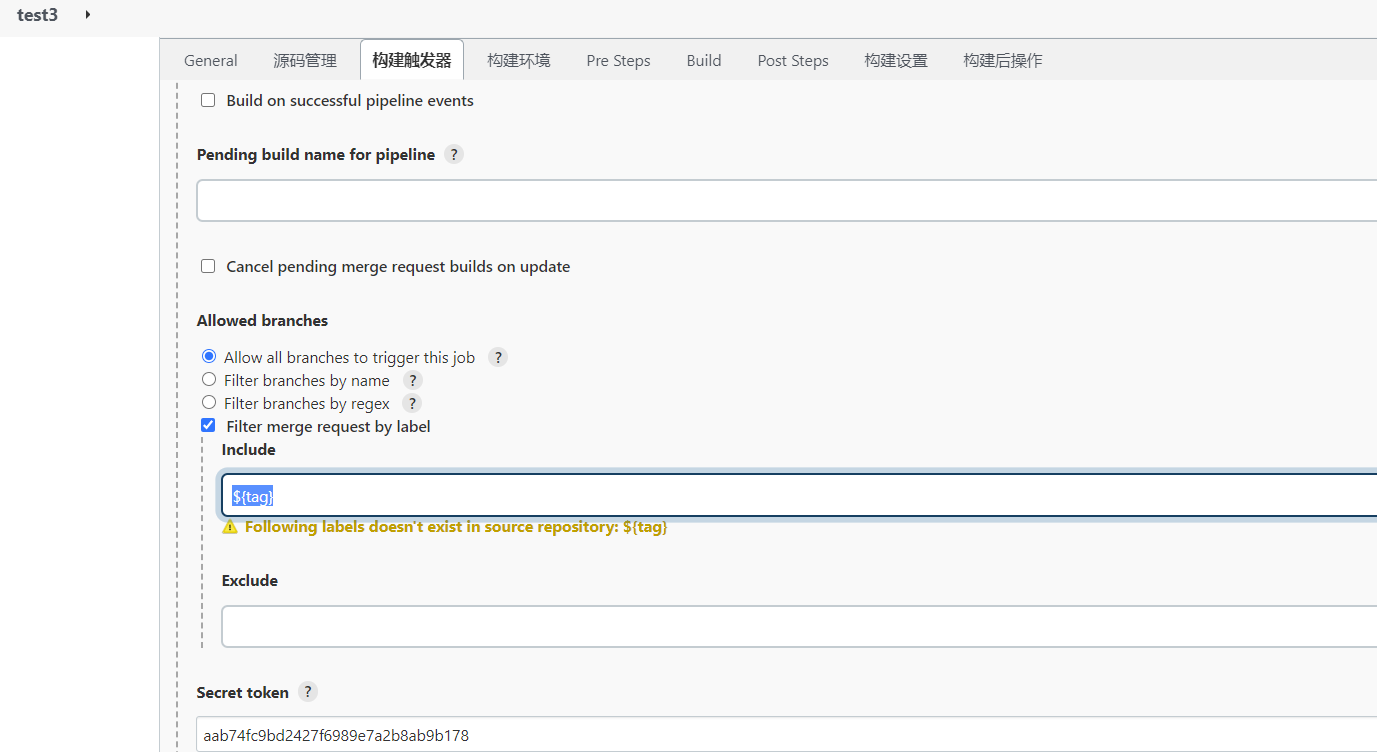 test3
General 源码管理 构建触发器 构建环境 Pre Steps Build Post Steps 构建设置 构建后操作
Build on successful pipeline events
Pending build name for pipeline ?
Cancel pending merge request builds on update
Allowed branches
Allow all branches to trigger this job ?
Filter branches by name ?
Filter branches by regex ?
Filter merge request by label
Include
${tag}
Following labels doesn't exist in source repository: ${tag}
Exclude
Secret token ?
aab74fc9bd2427f6989e7a2b8ab9b178